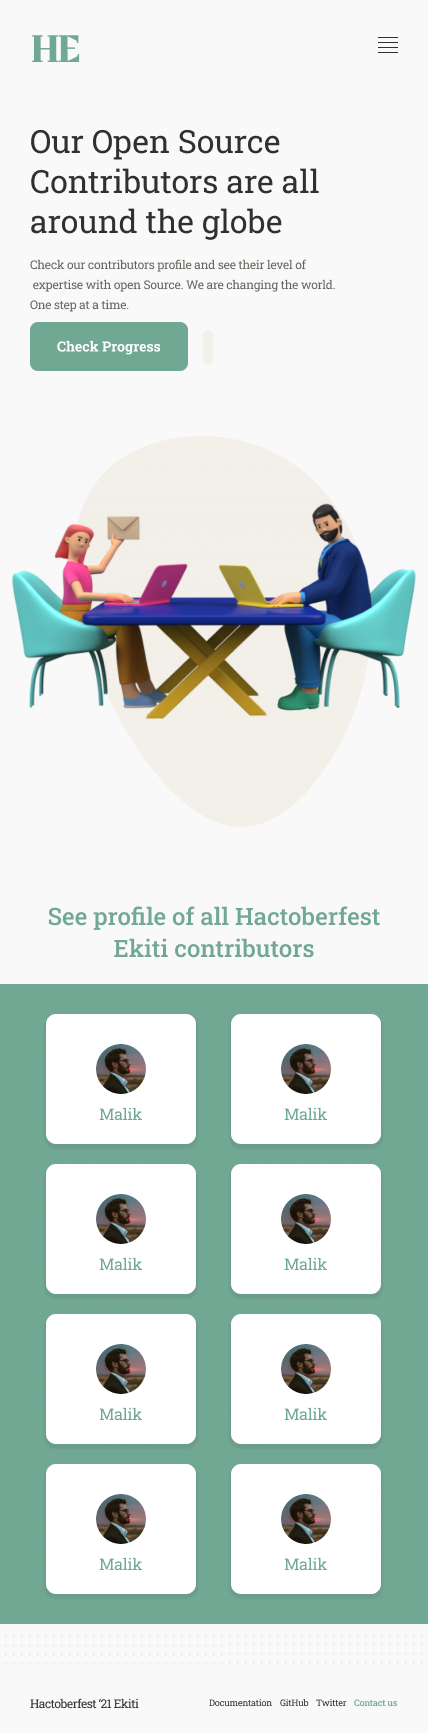 HE
Our Open Source
Contributors are all
around the globe
Check our contributors profile and see their level of
expertise with open Source. We are changing the world.
One step at a time.
Check Progress
See profile of all Hactoberfest
Ekiti contributors
Malik Malik
Malik Malik
Malik Malik
Malik Malik
Hactoberfest '21 Ekiti Documentation GitHub Twitter Contact us